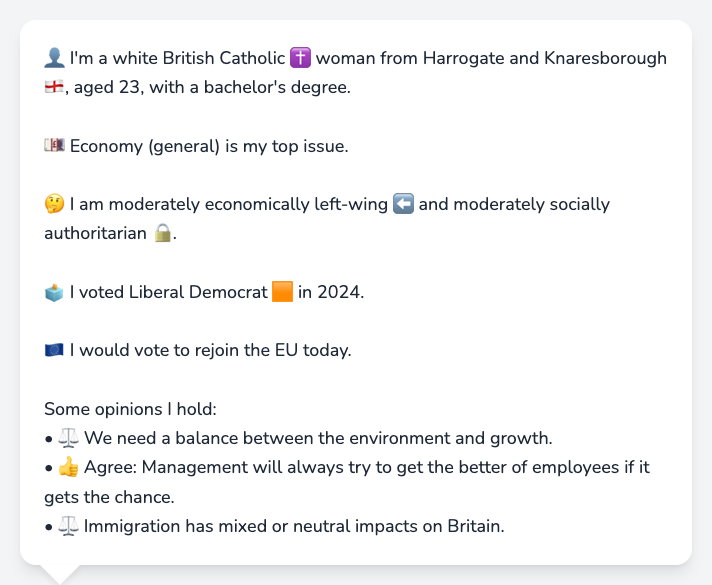 👤 I'm a white British Catholic ✝️ woman from Harrogate and Knaresborough
🏴󠁧󠁢󠁥󠁮󠁧󠁿, aged 23, with a bachelor's degree.
💷 Economy (general) is my top issue.
🤔 I am moderately economically left-wing ⬅️ and moderately socially
authoritarian 🔒.
🗳️ I voted Liberal Democrat 🟧 in 2024.
🇪🇺 I would vote to rejoin the EU today.
Some opinions I hold:
• ⚖️ We need a balance between the environment and growth.
• 👍 Agree: Management will always try to get the better of employees if it
gets the chance.
• ⚖️ Immigration has mixed or neutral impacts on Britain.